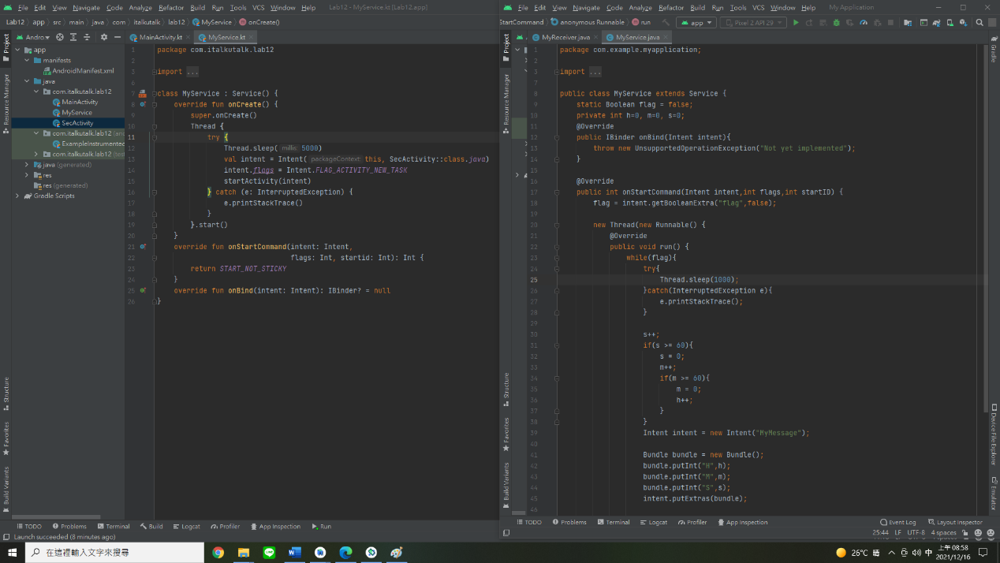 File Edit View Navigate Code Analyze Refactor Build Run Tools VCS Window Help Lab12 - MyService.kt [Lab12.app]
Lab12 app src main java com italkutalk lab12 MyService onCreate()
Project
Resource Manager
Structure
Favorites
Build Variants
Andro...
app
manifests
AndroidManifest.xml
java
com.italkutalk.lab12
MainActivity
MyService
SecActivity
com.italkutalk.lab12 (an
ExampleInstrumented
com.italkutalk.lab12 (tes
java (generated)
res
res (generated)
Gradle Scripts
MainActivity.kt MyService.kt
1 package com.italkutalk.lab12
2
3 import ...
6
7 class MyService : Service() {
8 override fun onCreate() {
9 super.onCreate()
10 Thread {
11 try {
12 Thread.sleep( millis: 5000)
13 val intent = Intent( packageContext: this, SecActivity::class.java)
14 intent.flags = Intent.FLAG_ACTIVITY_NEW_TASK
15 startActivity(intent)
16 } catch (e: InterruptedException) {
17 e.printStackTrace()
18 }
19 }.start()
20 }
21 override fun onStartCommand(intent: Intent,
22 flags: Int, startid: Int): Int {
23 return START_NOT_STICKY
24 }
25 override fun onBind(intent: Intent): IBinder? = null
26 }
TODO Problems Terminal Build Logcat Profiler App Inspection Run
Launch succeeded (8 minutes ago)
File Edit View Navigate Code Analyze Refactor Build Run Tools VCS Window Help My Application
StartCommand anonymous Runnable run app Pixel 2 API 29
Project
Resource Manager
Structure
Favorites
Build Variants
MyReceiver.java MyService.java
1 package com.example.myapplication;
2
3 import ...
7
8 public class MyService extends Service {
9 static Boolean flag = false;
10 private int h=0, m=0, s=0;
11 @Override
12 public IBinder onBind(Intent intent){
13 throw new UnsupportedOperationException("Not yet implemented");
14 }
15
16 @Override
17 public int onStartCommand(Intent intent,int flags,int startID) {
18 flag = intent.getBooleanExtra("flag",false);
19
20 new Thread(new Runnable() {
21 @Override
22 public void run() {
23 while(flag){
24 try{
25 Thread.sleep(1000);
26 }catch(InterruptedException e){
27 e.printStackTrace();
28 }
29
30 s++;
31 if(s >= 60){
32 s = 0;
33 m++;
34 if(m >= 60){
35 m = 0;
36 h++;
37 }
38 }
39 Intent intent = new Intent("MyMessage");
40
41 Bundle bundle = new Bundle();
42 bundle.putInt("H",h);
43 bundle.putInt("M",m);
44 bundle.putInt("S",s);
45 intent.putExtras(bundle);
46
Gradle
Device File Explorer
Emulator
TODO Problems Terminal Logcat Profiler App Inspection Event Log Layout Inspector
25:44 LF UTF-8 4 spaces
在這裡輸入文字來搜尋
26°C 晴 中 上午 08:58
2021/12/16